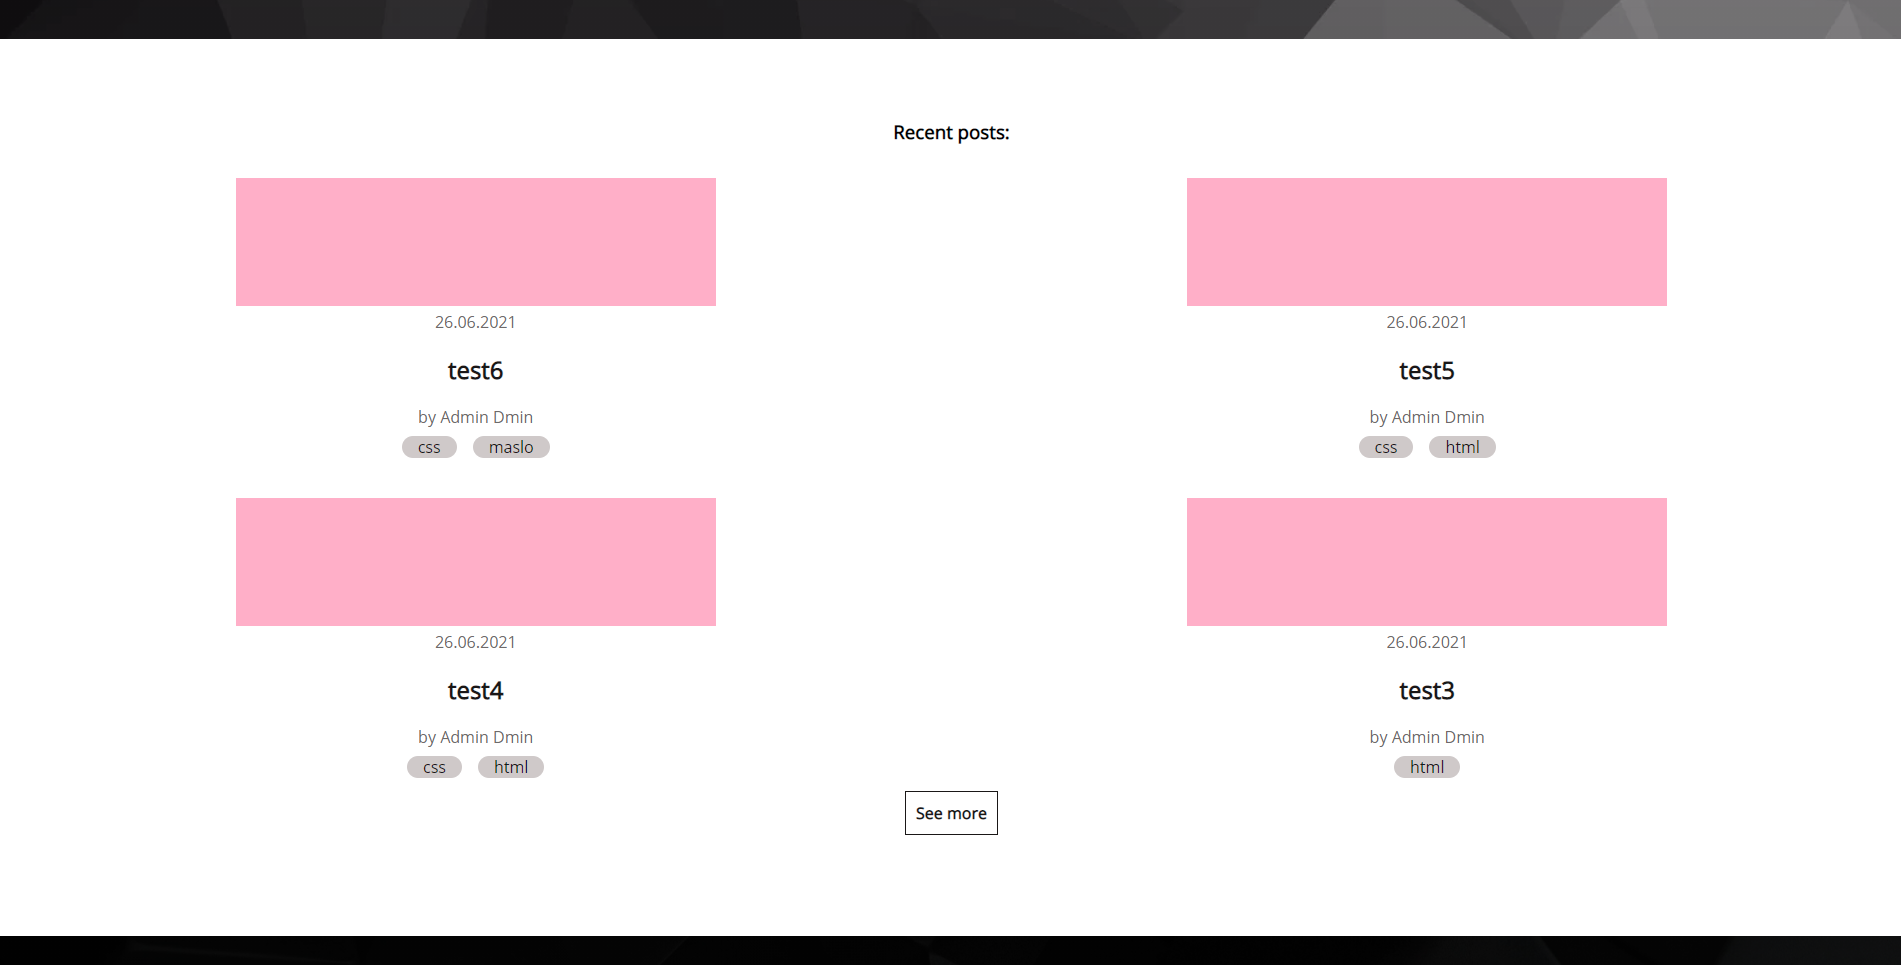 Recent posts:
26.06.2021
test6
by Admin Dmin
css maslo
26.06.2021
test5
by Admin Dmin
css html
26.06.2021
test4
by Admin Dmin
css html
26.06.2021
test3
by Admin Dmin
html
See more